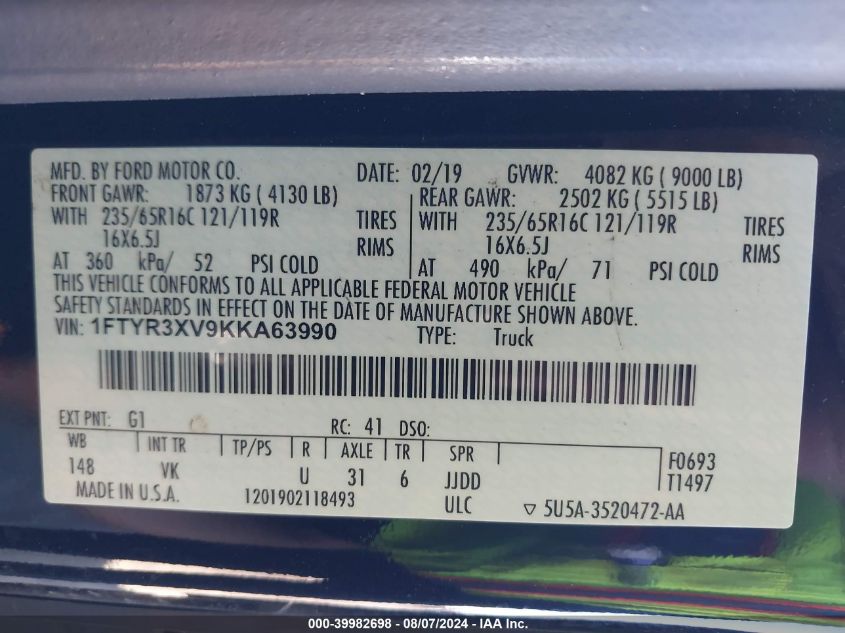 MFD. BY FORD MOTOR CO. DATE: 02/19 GVWR: 4082 KG ( 9000 LB)
FRONT GAWR: 1873 KG ( 4130 LB) REAR GAWR: 2502 KG ( 5515 LB)
WITH 235/65R16C 121/119R TIRES WITH 235/65R16C 121/119R TIRES
16X6.5J RIMS 16X6.5J RIMS
AT 360 kPa/ 52 PSI COLD AT 490 kPa/ 71 PSI COLD
THIS VEHICLE CONFORMS TO ALL APPLICABLE FEDERAL MOTOR VEHICLE
SAFETY STANDARDS IN EFFECT ON THE DATE OF MANUFACTURE SHOWN ABOVE.
VIN: 1FTYR3XV9KKA63990 TYPE: Truck
EXT PNT: G1 RC: 41 DSO:
WB INT TR TP/PS R AXLE TR SPR F0693
148 VK U 31 6 JJDD T1497
MADE IN U.S.A. 1201902118493 ULC ▽ 5U5A-3520472-AA
000-39982698 - 08/07/2024 - IAA Inc.